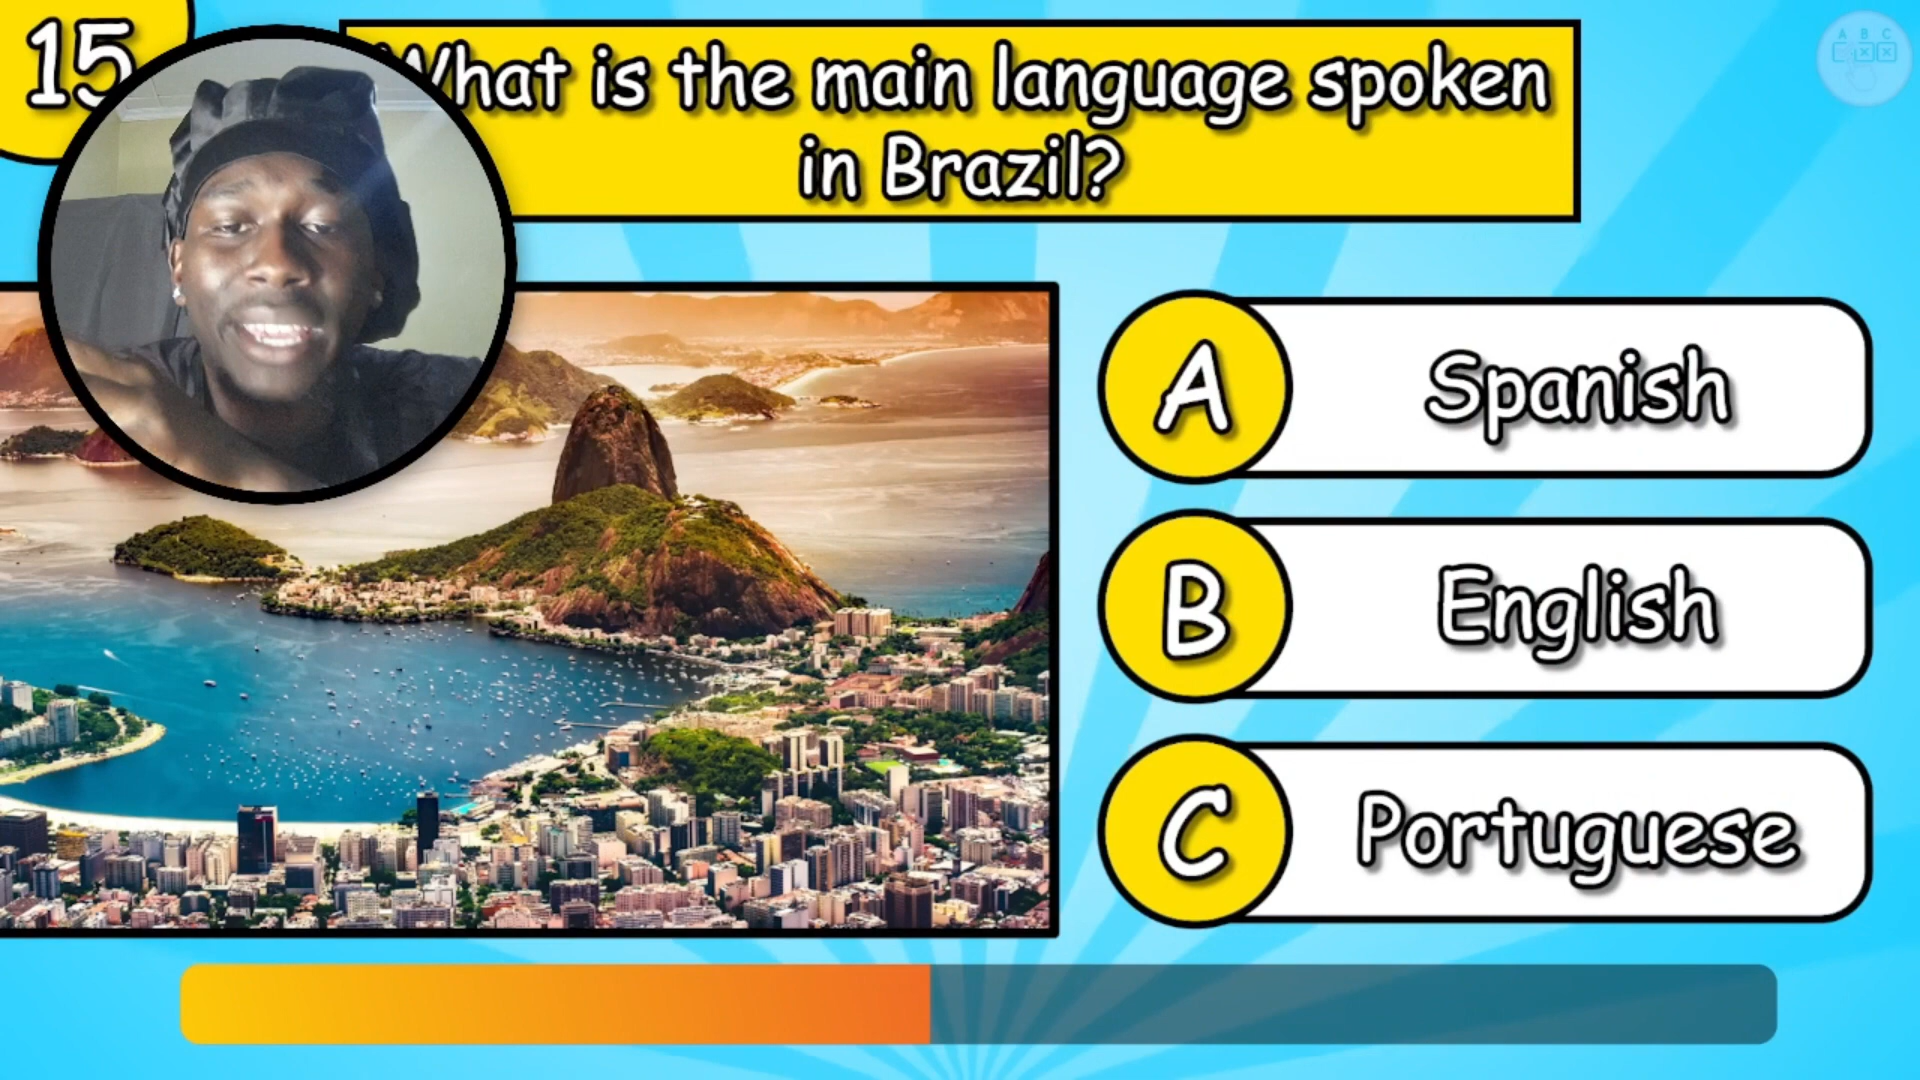 15
What is the main language spoken
in Brazil?
A Spanish
B English
C Portuguese
A B C